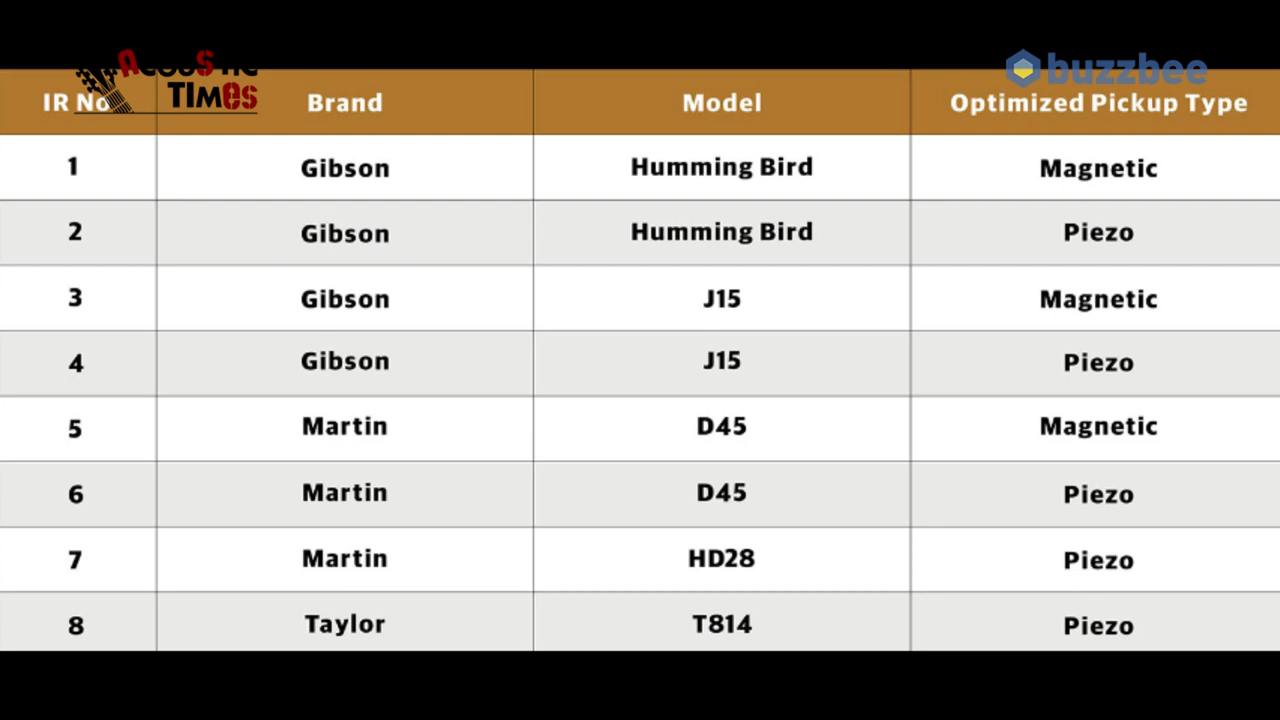 AcouStic
TIMes
buzzbee
IR No
Brand
Model
Optimized Pickup Type
1 Gibson Humming Bird Magnetic
2 Gibson Humming Bird Piezo
3 Gibson J15 Magnetic
4 Gibson J15 Piezo
5 Martin D45 Magnetic
6 Martin D45 Piezo
7 Martin HD28 Piezo
8 Taylor T814 Piezo